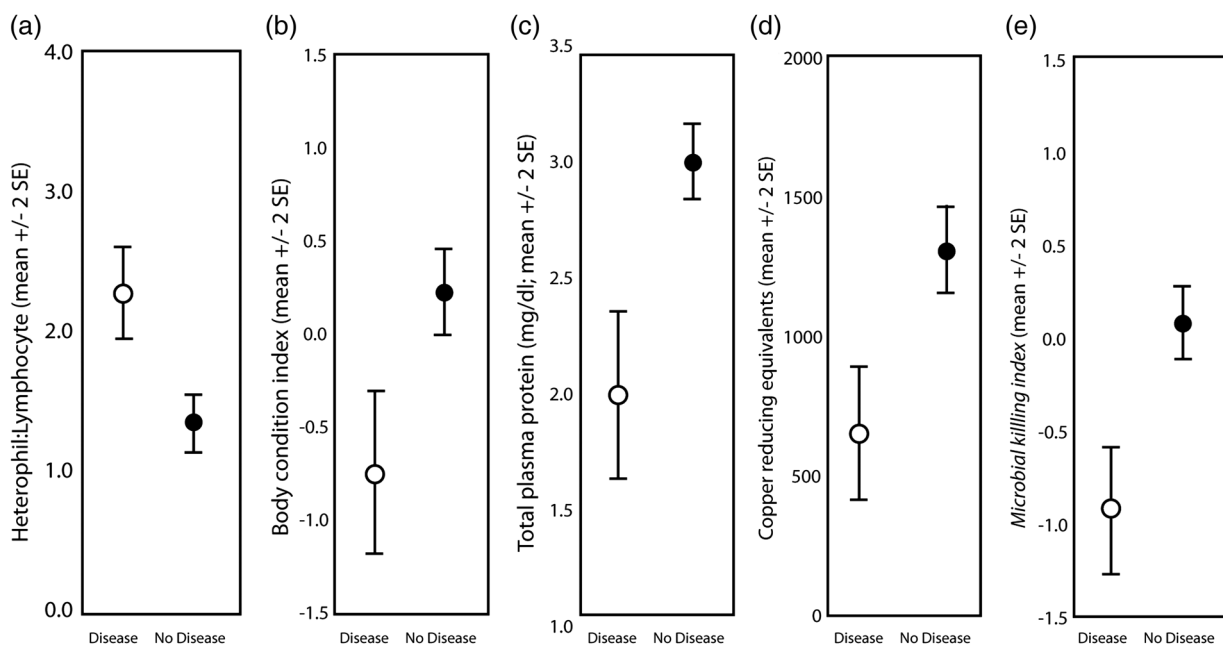 (a)
Heterophil:Lymphocyte (mean +/- 2 SE)
4.0
3.0
2.0
1.0
0.0
Disease No Disease
(b)
Body condition index (mean +/- 2 SE)
1.5
1.0
0.5
0.0
-0.5
-1.0
-1.5
Disease No Disease
(c)
Total plasma protein (mg/dl; mean +/- 2 SE)
3.5
3.0
2.5
2.0
1.5
1.0
Disease No Disease
(d)
Copper reducing equivalents (mean +/- 2 SE)
2000
1500
1000
500
0
Disease No Disease
(e)
Microbial killling index (mean +/- 2 SE)
1.5
1.0
0.5
0.0
-0.5
-1.0
-1.5
Disease No Disease